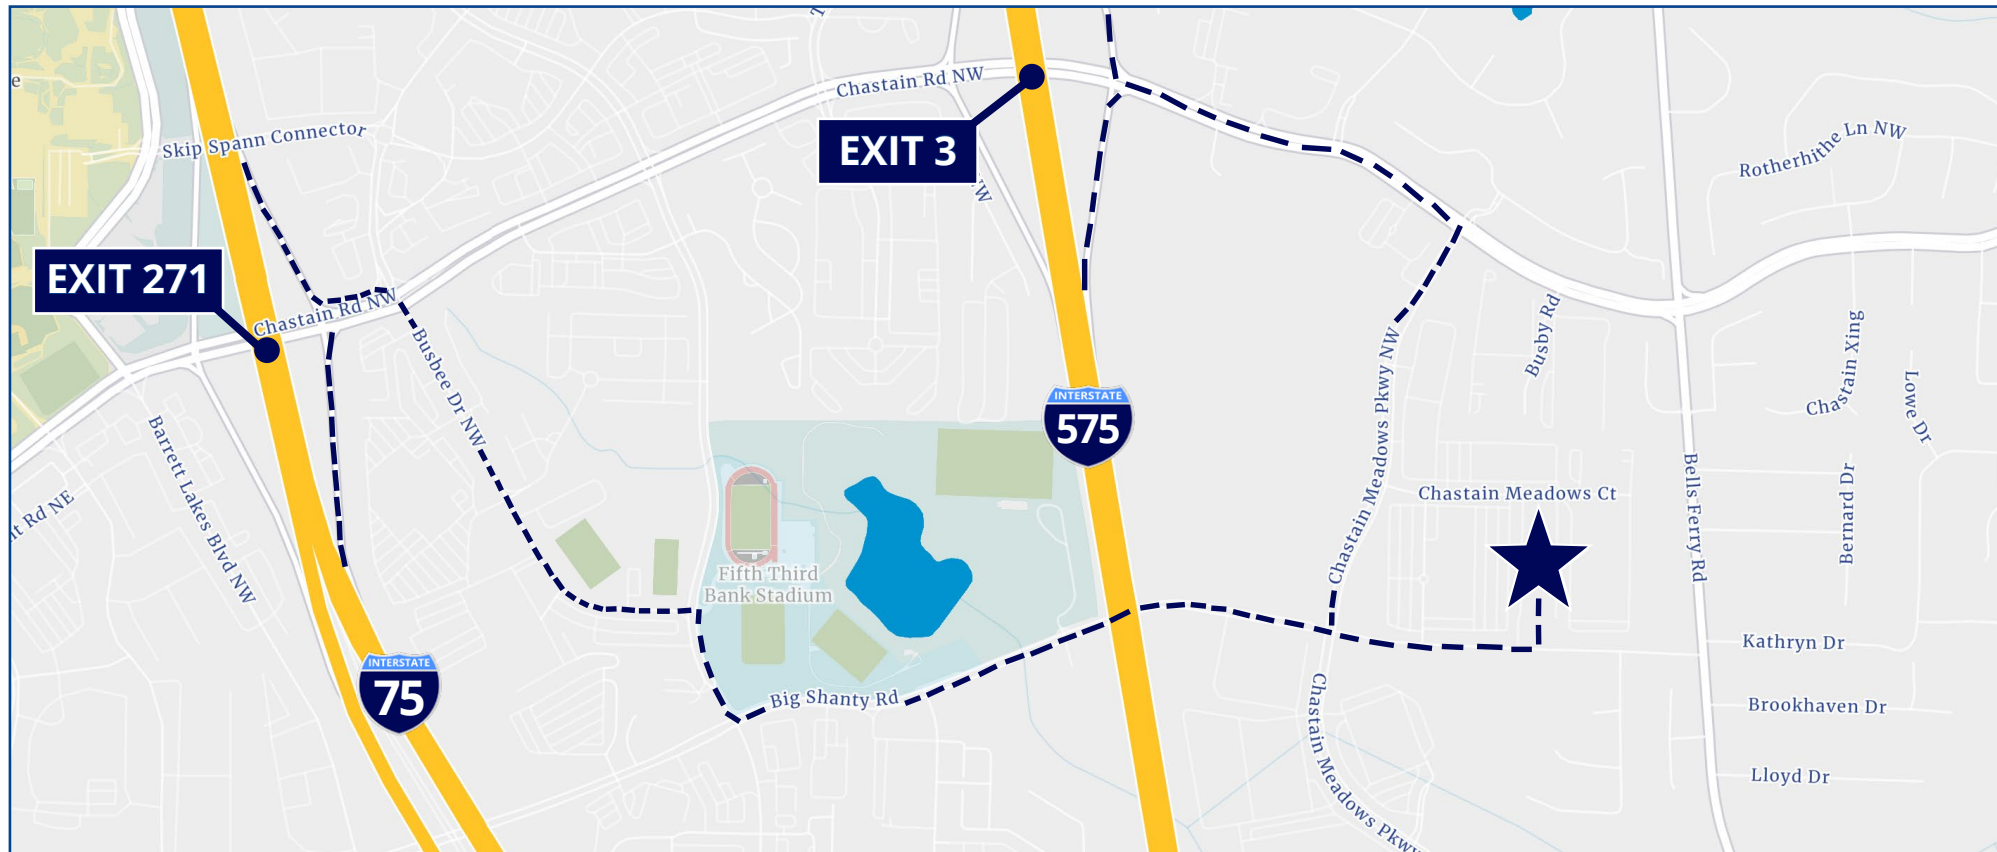 Chastain Rd NW
EXIT 3
NW
Skip Spann Connector
Rotherhithe Ln NW
EXIT 271
Chastain Rd NW
Busbee Dr NW
Busby Rd
Chastain Xing
Lowe Dr
Chastain Meadows Pkwy NW
INTERSTATE
575
Barrett Lakes Blvd NW
Rd NE
Chastain Meadows Ct
Bells Ferry Rd
Bernard Dr
Fifth Third
Bank Stadium
Kathryn Dr
INTERSTATE
75
Big Shanty Rd
Brookhaven Dr
Chastain Meadows Pkwy
Lloyd Dr